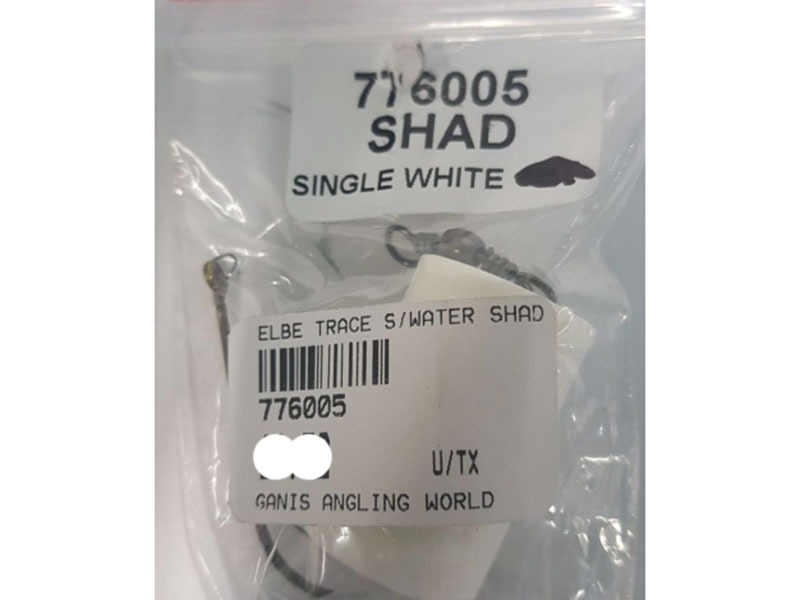 776005
SHAD
SINGLE WHITE
ELBE TRACE S/WATER SHAD
776005
U/TX
GANIS ANGLING WORLD